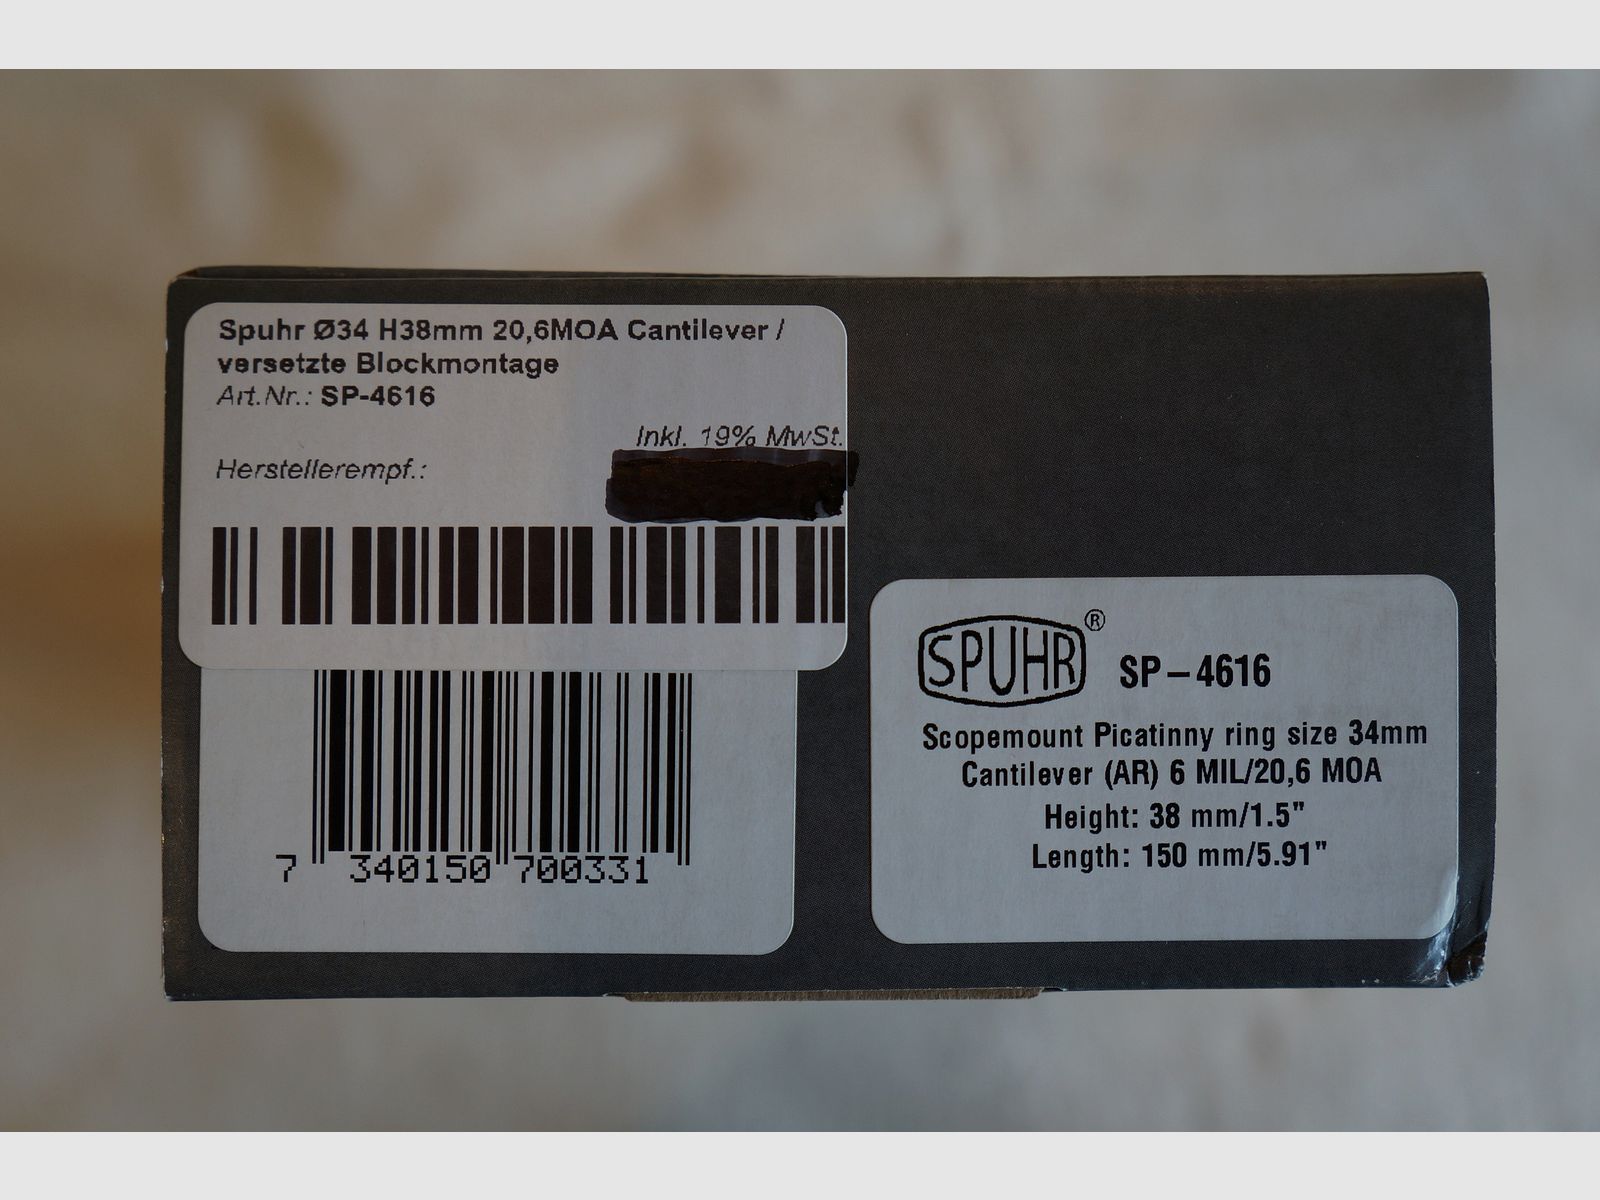 Spuhr Ø34 H38mm 20,6MOA Cantilever /
versetzte Blockmontage
Art.Nr.: SP-4616
Inkl. 19% MwSt.
Herstellerempf.:
7 340150 700331
SPUHR® SP-4616
Scopemount Picatinny ring size 34mm
Cantilever (AR) 6 MIL/20,6 MOA
Height: 38 mm/1.5"
Length: 150 mm/5.91"